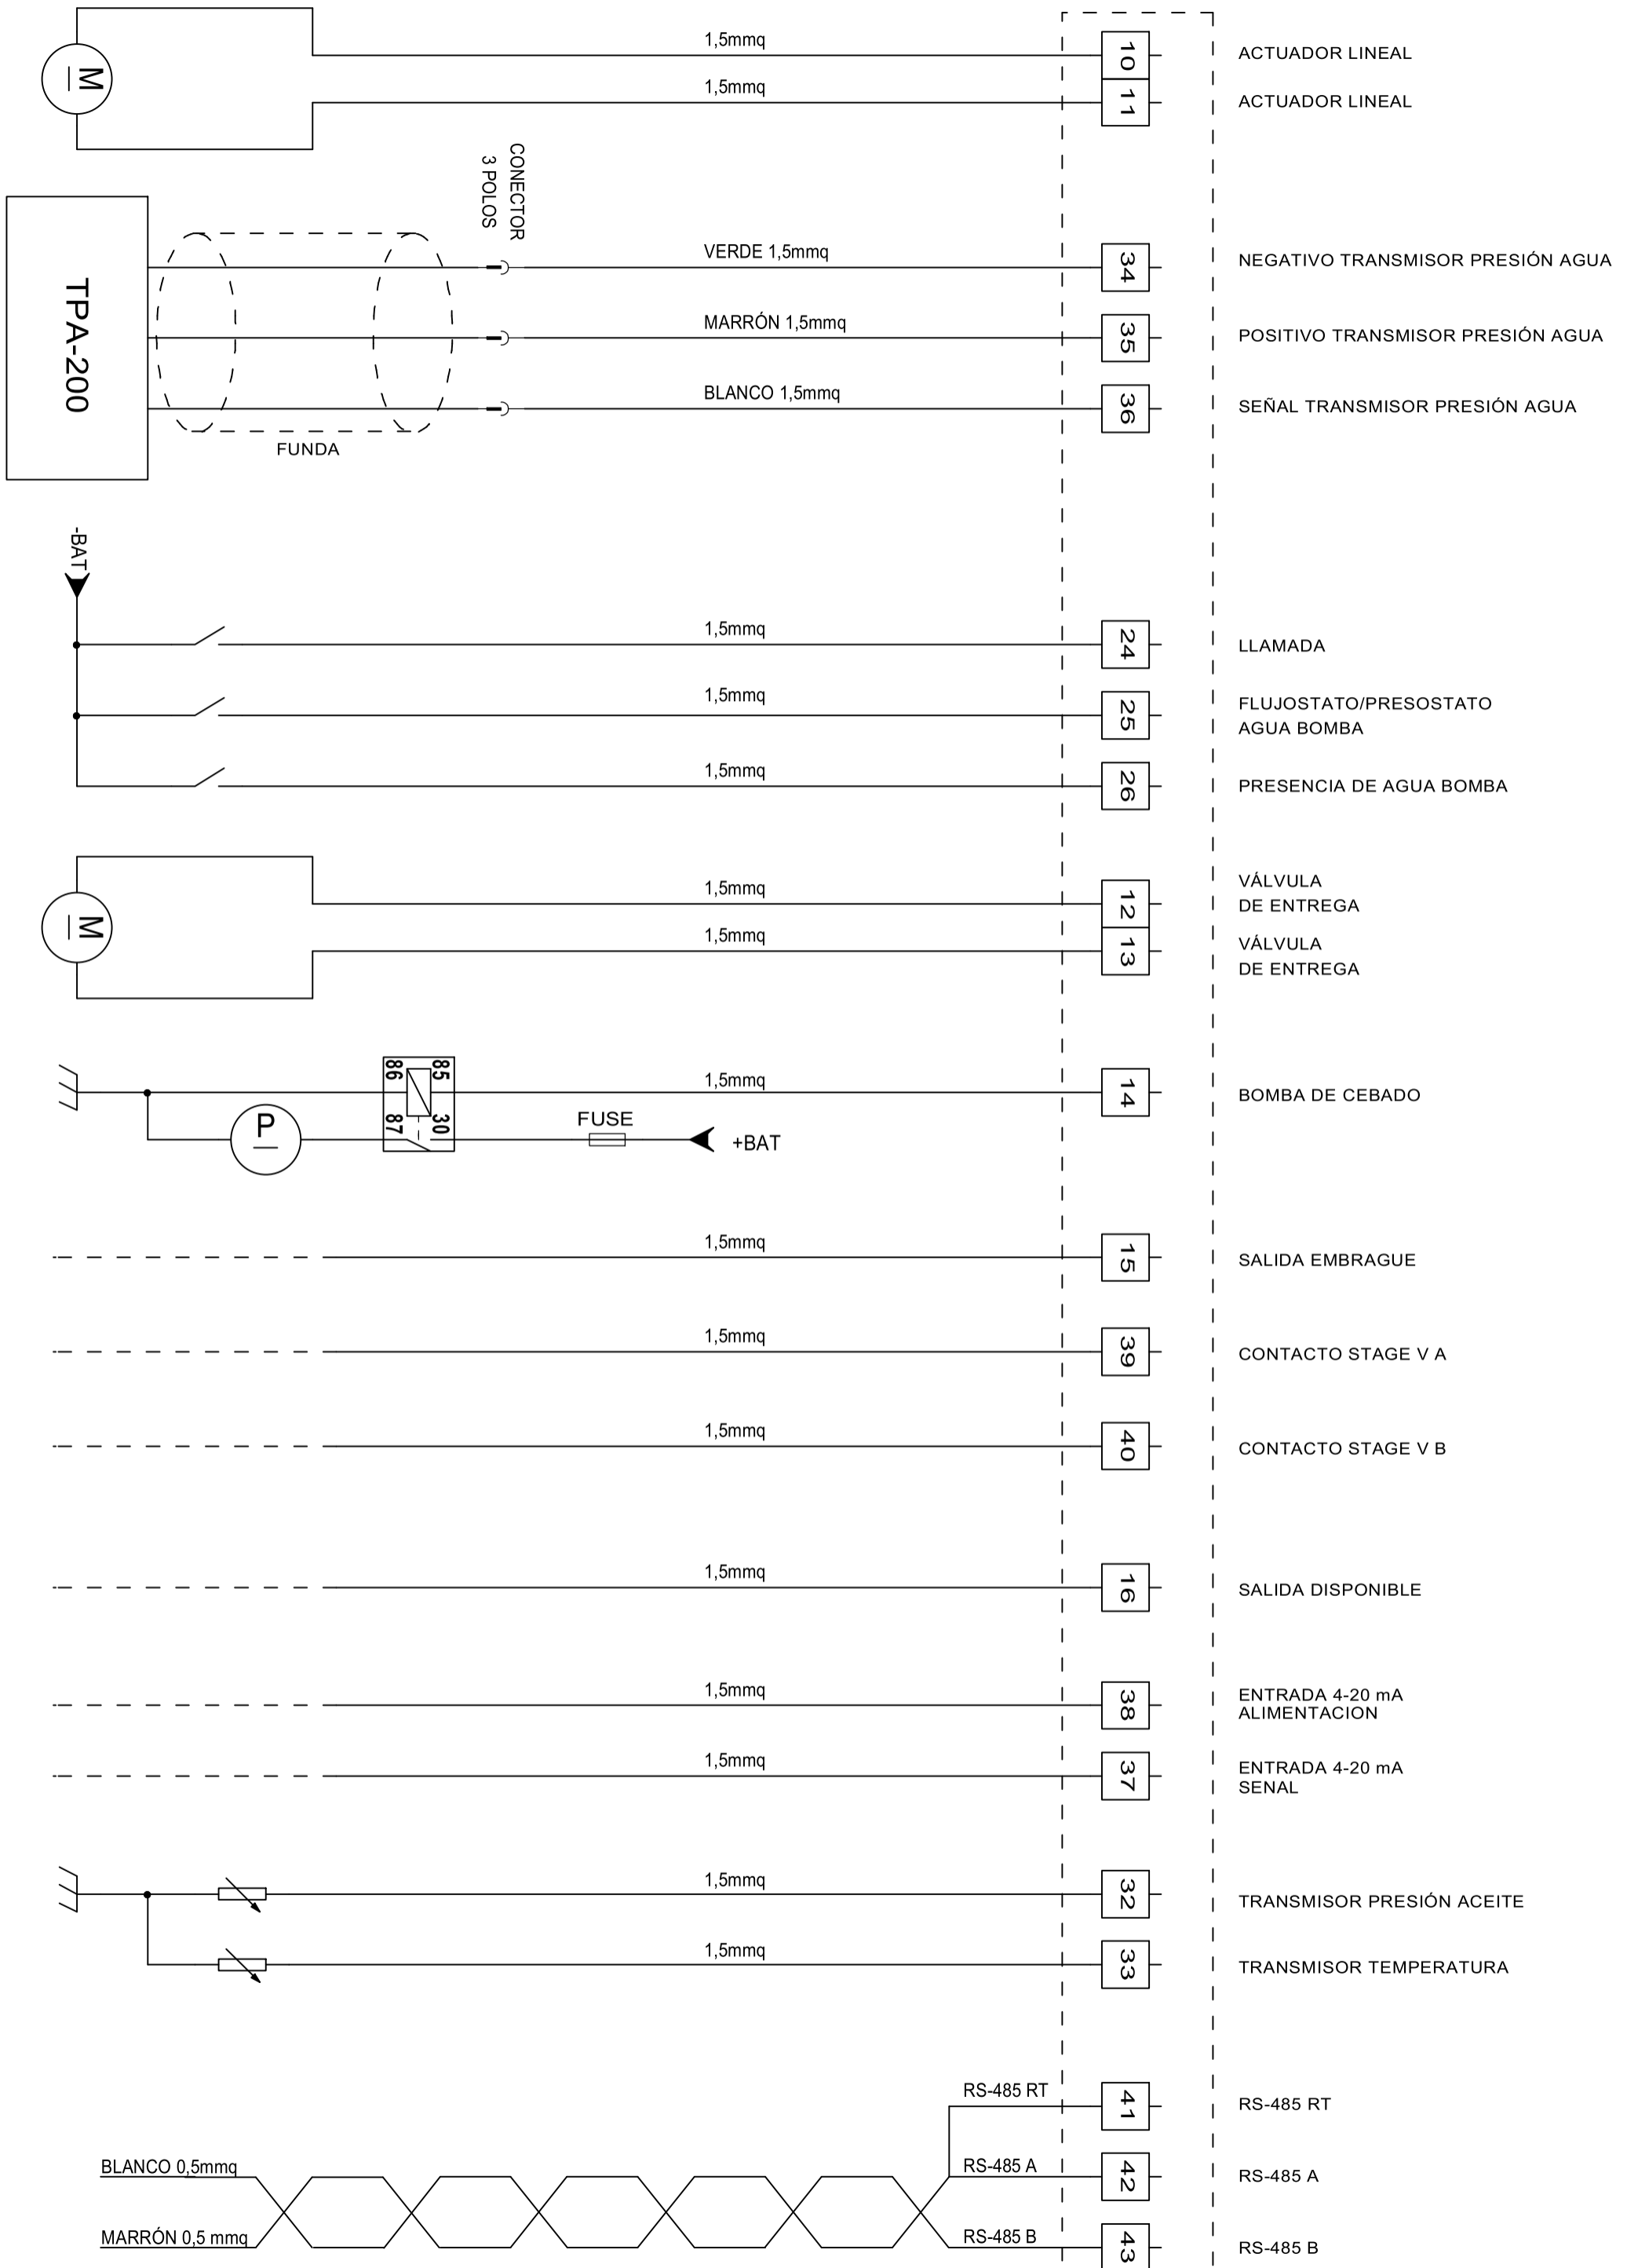 1,5mmq
10
ACTUADOR LINEAL
M
1,5mmq
11
ACTUADOR LINEAL
CONECTOR
3 POLOS
TPA-200
VERDE 1,5mmq
34
NEGATIVO TRANSMISOR PRESIÓN AGUA
MARRÓN 1,5mmq
35
POSITIVO TRANSMISOR PRESIÓN AGUA
BLANCO 1,5mmq
36
SEÑAL TRANSMISOR PRESIÓN AGUA
FUNDA
-BAT
1,5mmq
24
LLAMADA
1,5mmq
25
FLUJOSTATO/PRESOSTATO
AGUA BOMBA
1,5mmq
26
PRESENCIA DE AGUA BOMBA
M
1,5mmq
12
VÁLVULA
DE ENTREGA
1,5mmq
13
VÁLVULA
DE ENTREGA
86
85
87
30
1,5mmq
14
BOMBA DE CEBADO
P
FUSE
+BAT
1,5mmq
15
SALIDA EMBRAGUE
1,5mmq
39
CONTACTO STAGE V A
1,5mmq
40
CONTACTO STAGE V B
1,5mmq
16
SALIDA DISPONIBLE
1,5mmq
38
ENTRADA 4-20 mA
ALIMENTACION
1,5mmq
37
ENTRADA 4-20 mA
SENAL
1,5mmq
32
TRANSMISOR PRESIÓN ACEITE
1,5mmq
33
TRANSMISOR TEMPERATURA
RS-485 RT
41
RS-485 RT
BLANCO 0,5mmq
RS-485 A
42
RS-485 A
MARRÓN 0,5 mmq
RS-485 B
43
RS-485 B